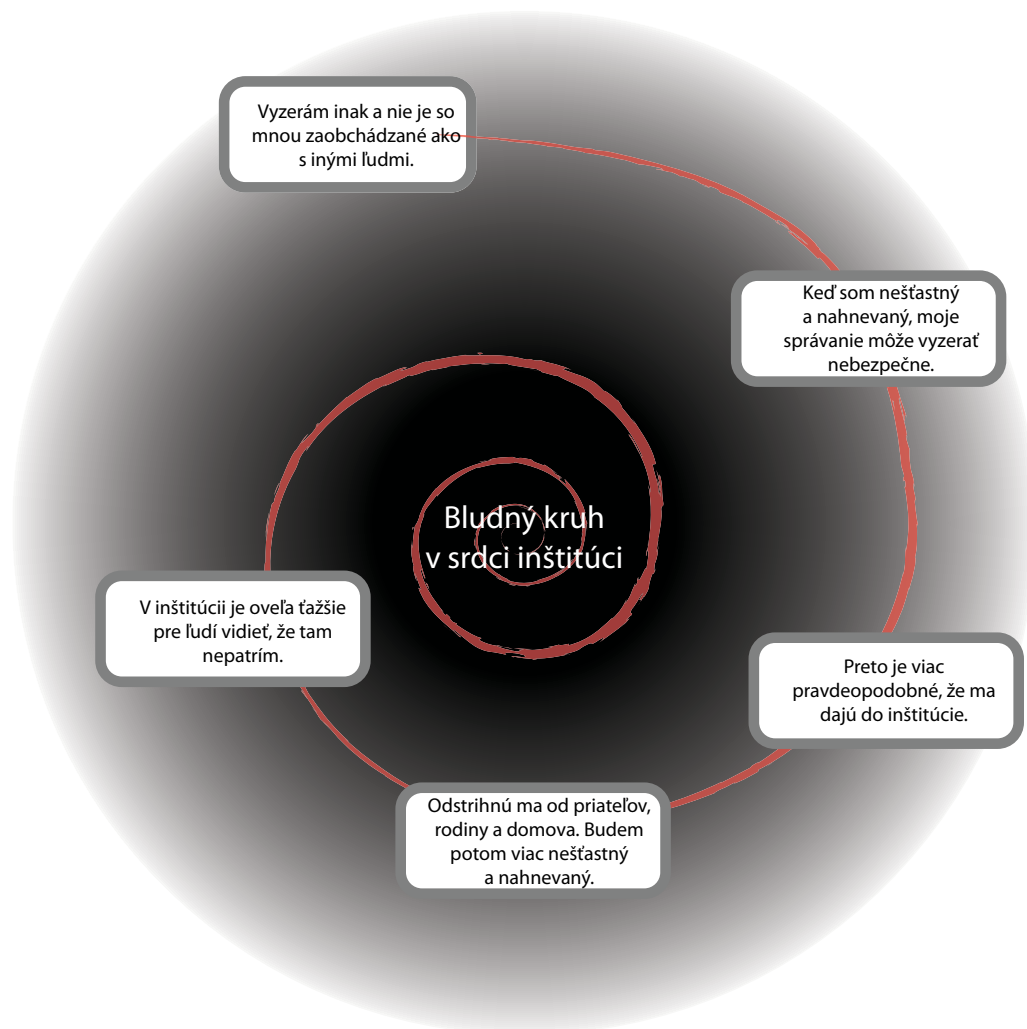 Vyzerám inak a nie je so
mnou zaobchádzané ako
s inými ľudmi.
Keď som nešťastný
a nahnevaný, moje
správanie môže vyzerať
nebezpečne.
Preto je viac
pravdeopodobné, že ma
dajú do inštitúcie.
Odstrihnú ma od priateľov,
rodiny a domova. Budem
potom viac nešťastný
a nahnevaný.
V inštitúcii je oveľa ťažšie
pre ľudí vidieť, že tam
nepatrím.
Bludný kruh
v srdci inštitúci